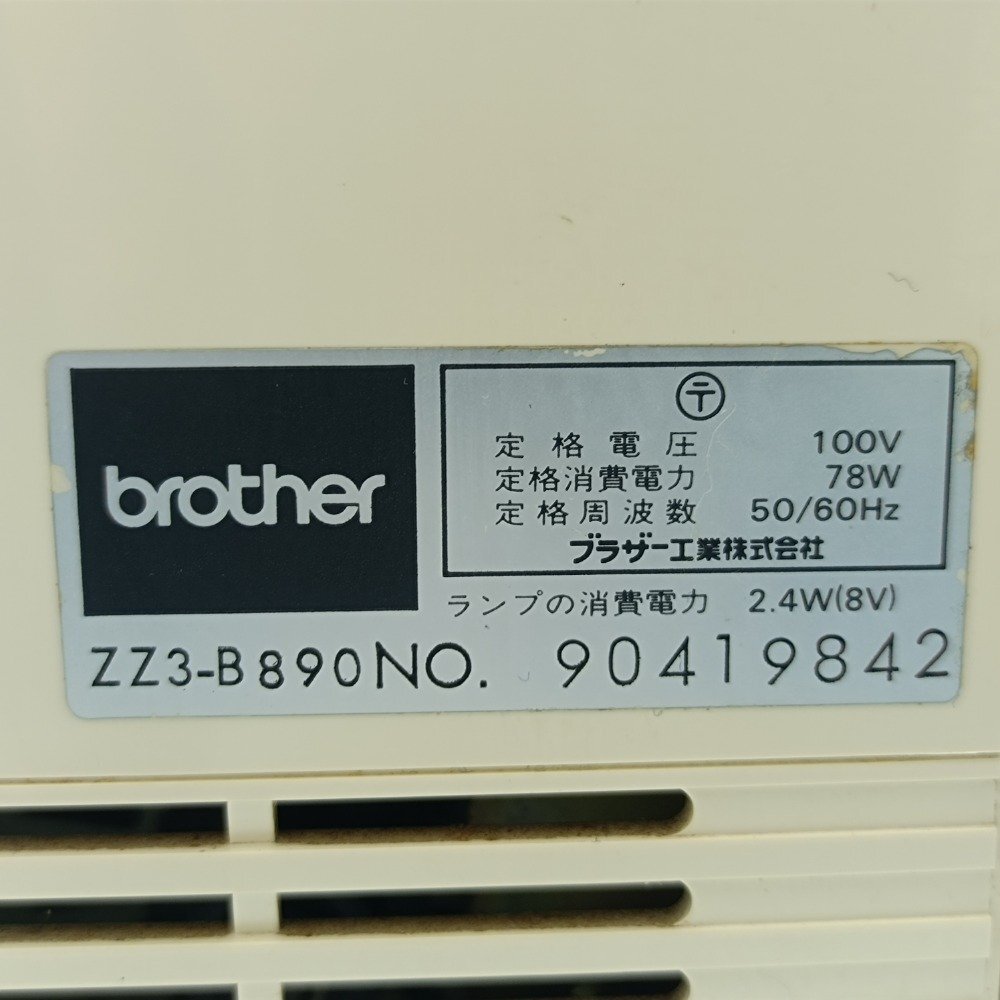 brother
〒
定格電圧 100V
定格消費電力 78W
定格周波数 50/60Hz
ブラザー工業株式会社
ランプの消費電力 2.4W(8V)
ZZ3-B890 NO. 90419842